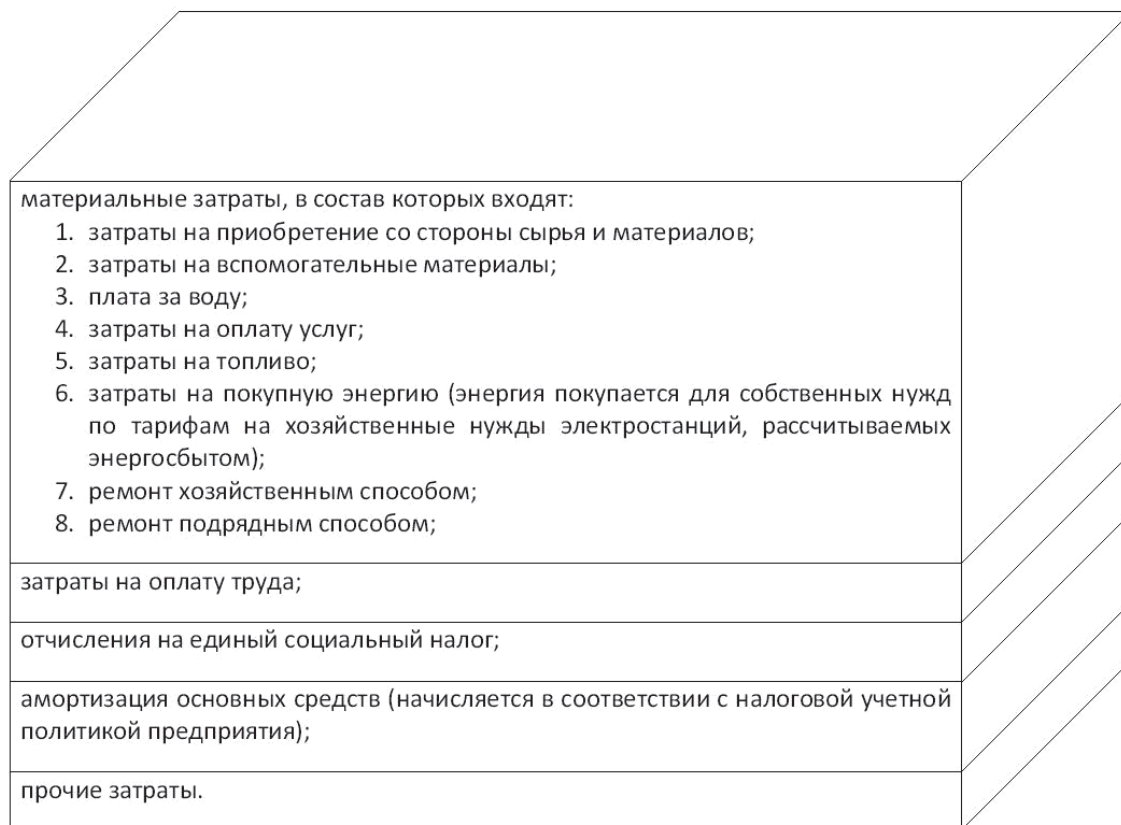 материальные затраты, в состав которых входят:
1. затраты на приобретение со стороны сырья и материалов;
2. затраты на вспомогательные материалы;
3. плата за воду;
4. затраты на оплату услуг;
5. затраты на топливо;
6. затраты на покупную энергию (энергия покупается для собственных нужд
по тарифам на хозяйственные нужды электростанций, рассчитываемых
энергосбытом);
7. ремонт хозяйственным способом;
8. ремонт подрядным способом;
затраты на оплату труда;
отчисления на единый социальный налог;
амортизация основных средств (начисляется в соответствии с налоговой учетной
политикой предприятия);
прочие затраты.